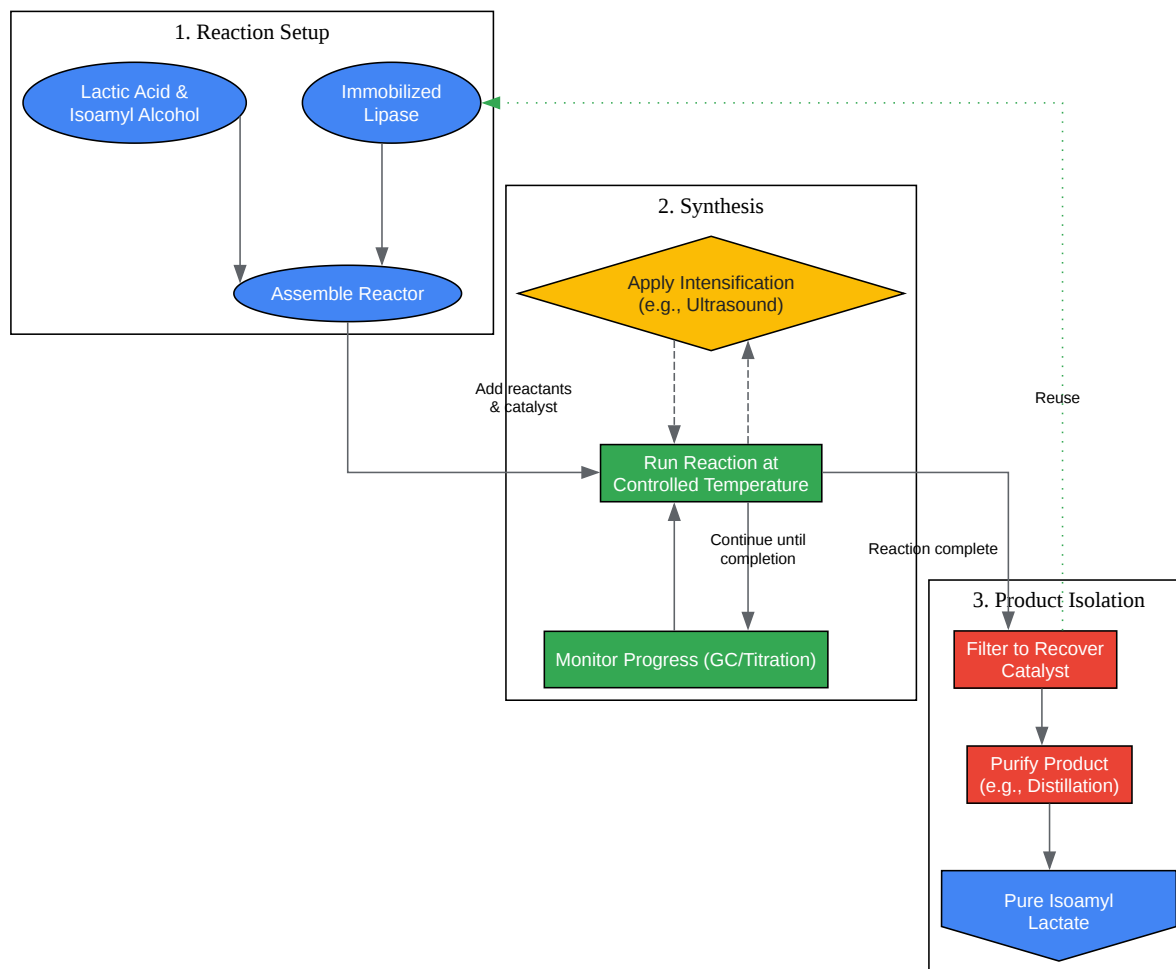 1. Reaction Setup
Lactic Acid &
Isoamyl Alcohol
Immobilized
Lipase
Assemble Reactor
2. Synthesis
Apply Intensification
(e.g., Ultrasound)
Add reactants
& catalyst
Reuse
Run Reaction at
Controlled Temperature
Continue until
completion
Reaction complete
Monitor Progress (GC/Titration)
3. Product Isolation
Filter to Recover
Catalyst
Purify Product
(e.g., Distillation)
Pure Isoamyl
Lactate